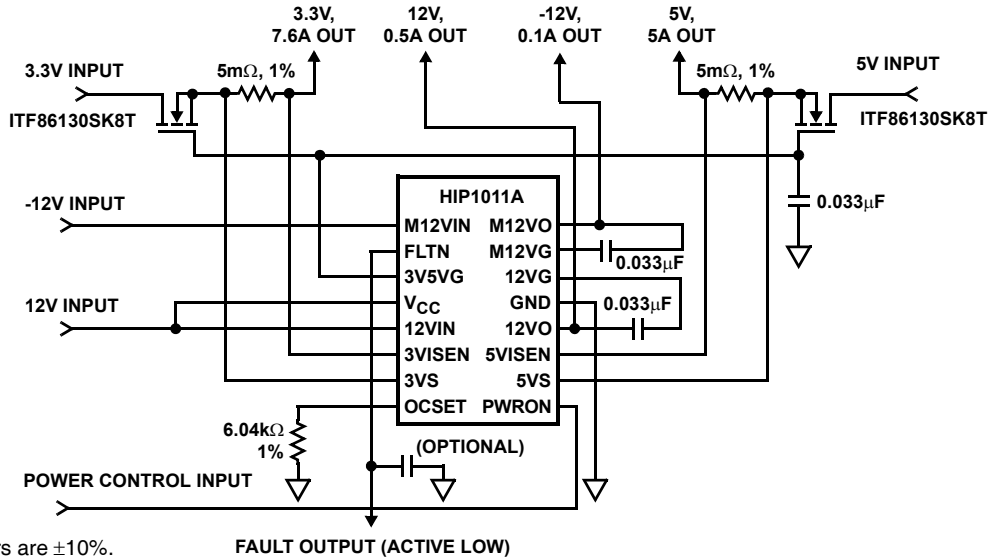 3.3V,
7.6A OUT
12V,
0.5A OUT
-12V,
0.1A OUT
5V,
5A OUT
3.3V INPUT
5mΩ, 1%
5mΩ, 1%
5V INPUT
ITF86130SK8T
ITF86130SK8T
HIP1011A
0.033µF
-12V INPUT
M12VIN
M12VO
FLTN
M12VG
0.033µF
3V5VG
12VG
12V INPUT
VCC
GND
0.033µF
12VIN
12VO
3VISEN
5VISEN
3VS
5VS
OCSET
PWRON
6.04kΩ
1%
(OPTIONAL)
POWER CONTROL INPUT
rs are ±10%.
FAULT OUTPUT (ACTIVE LOW)